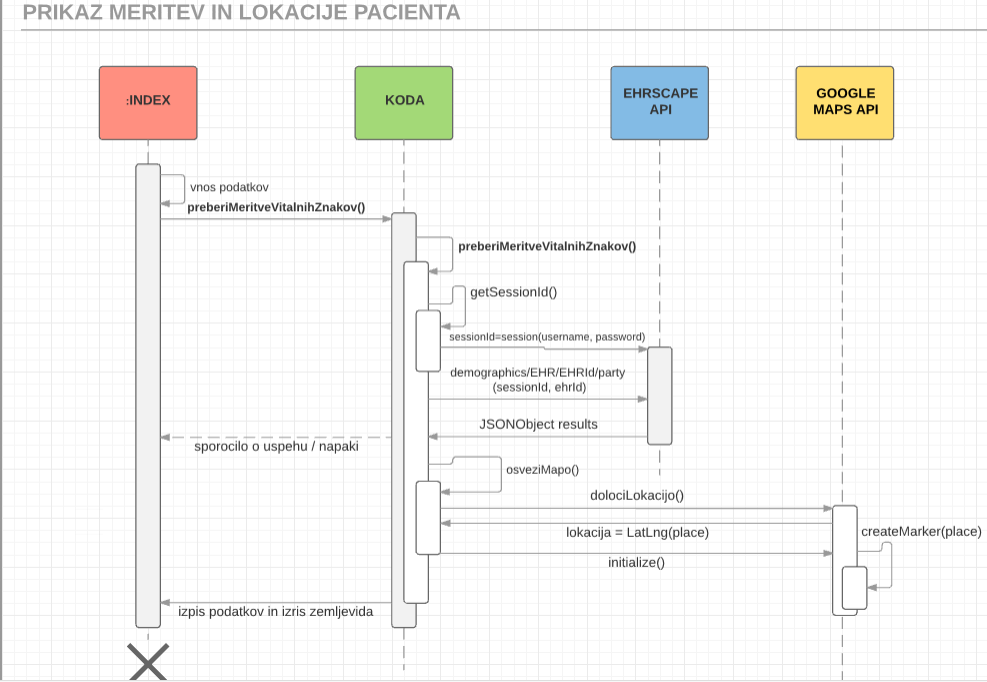 PRIKAZ MERITEV IN LOKACIJE PACIENTA
:INDEX
KODA
EHRSCAPE
API
GOOGLE
MAPS API
vnos podatkov
preberiMeritveVitalnihZnakov()
preberiMeritveVitalnihZnakov()
getSessionId()
sessionId=session(username, password)
demographics/EHR/EHRId/party
(sessionId, ehrId)
JSONObject results
sporocilo o uspehu / napaki
osveziMapo()
dolociLokacijo()
lokacija = LatLng(place)
createMarker(place)
initialize()
izpis podatkov in izris zemljevida